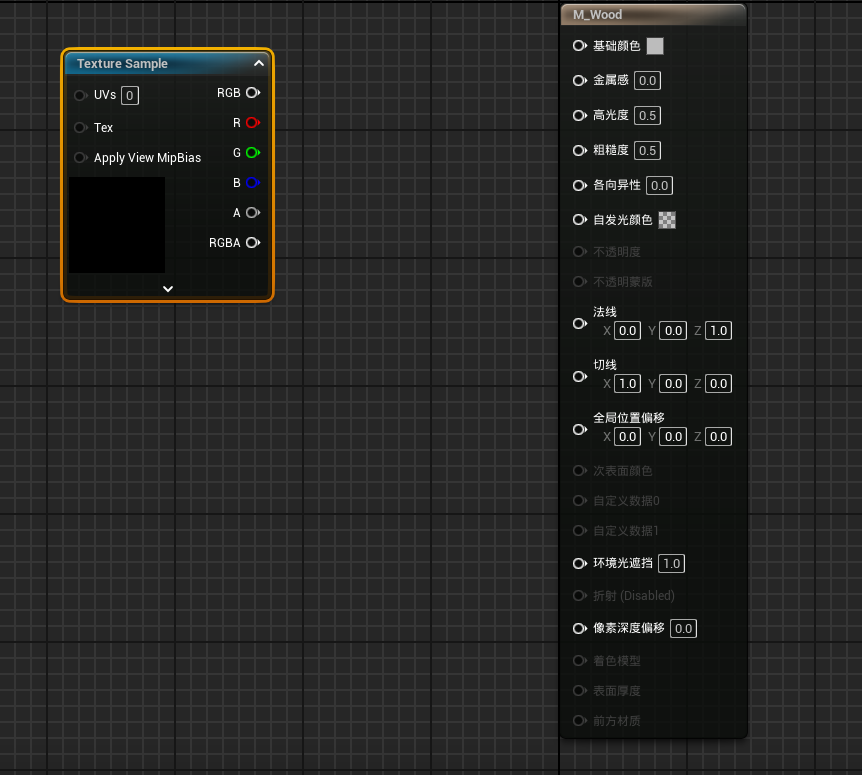 Texture Sample
UVs 0
RGB
R
Tex
G
Apply View MipBias
B
A
RGBA
M_Wood
基础颜色
金属感 0.0
高光度 0.5
粗糙度 0.5
各向异性 0.0
自发光颜色
不透明度
不透明蒙版
法线
X 0.0 Y 0.0 Z 1.0
切线
X 1.0 Y 0.0 Z 0.0
全局位置偏移
X 0.0 Y 0.0 Z 0.0
次表面颜色
自定义数据0
自定义数据1
环境光遮挡 1.0
折射 (Disabled)
像素深度偏移 0.0
着色模型
表面厚度
前方材质